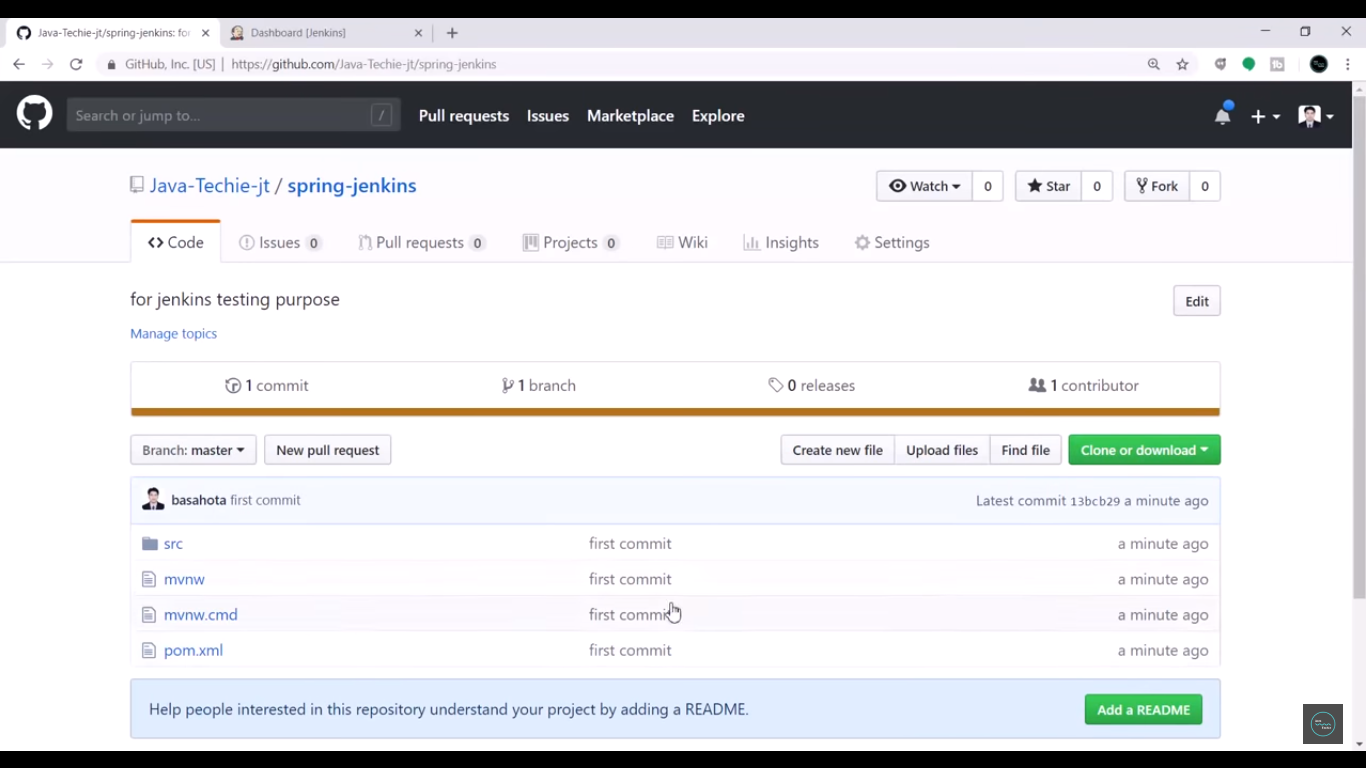 Java-Techie-jt/spring-jenkins: for
Dashboard [Jenkins]
GitHub, Inc. [US] | https://github.com/Java-Techie-jt/spring-jenkins
Search or jump to... /
Pull requests Issues Marketplace Explore
Java-Techie-jt / spring-jenkins
Watch 0 Star 0 Fork 0
Code Issues 0 Pull requests 0 Projects 0 Wiki Insights Settings
for jenkins testing purpose
Edit
Manage topics
1 commit 1 branch 0 releases 1 contributor
Branch: master New pull request Create new file Upload files Find file Clone or download
basahota first commit Latest commit 13bcb29 a minute ago
src first commit a minute ago
mvnw first commit a minute ago
mvnw.cmd first commit a minute ago
pom.xml first commit a minute ago
Help people interested in this repository understand your project by adding a README.
Add a README